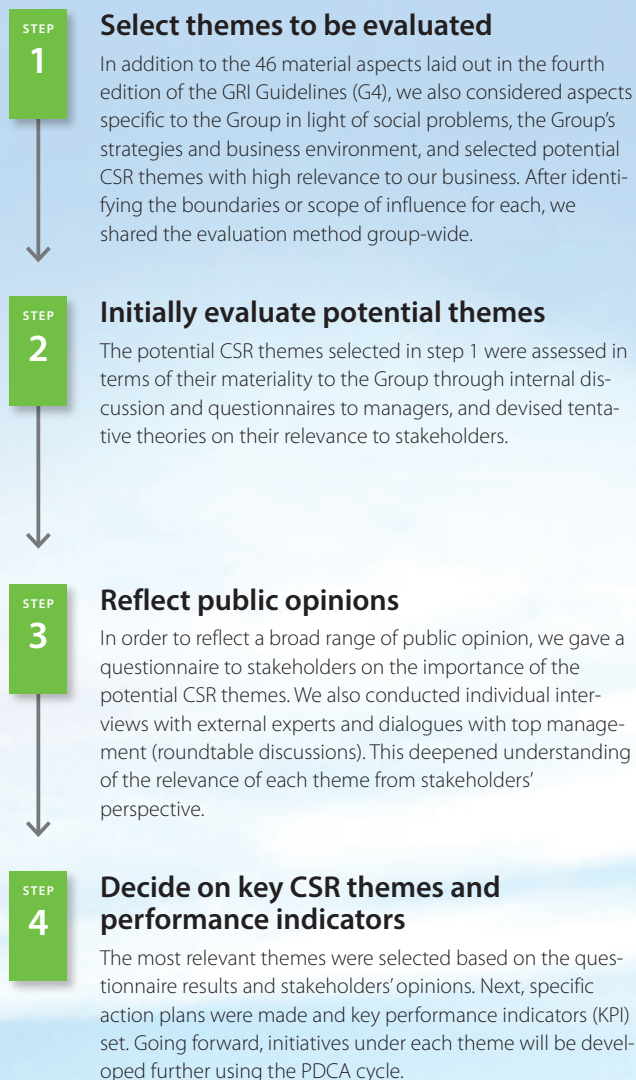 STEP
1
Select themes to be evaluated
In addition to the 46 material aspects laid out in the fourth
edition of the GRI Guidelines (G4), we also considered aspects
specific to the Group in light of social problems, the Group’s
strategies and business environment, and selected potential
CSR themes with high relevance to our business. After identi-
fying the boundaries or scope of influence for each, we
shared the evaluation method group-wide.
STEP
2
Initially evaluate potential themes
The potential CSR themes selected in step 1 were assessed in
terms of their materiality to the Group through internal dis-
cussion and questionnaires to managers, and devised tenta-
tive theories on their relevance to stakeholders.
STEP
3
Reflect public opinions
In order to reflect a broad range of public opinion, we gave a
questionnaire to stakeholders on the importance of the
potential CSR themes. We also conducted individual inter-
views with external experts and dialogues with top manage-
ment (roundtable discussions). This deepened understanding
of the relevance of each theme from stakeholders’
perspective.
STEP
4
Decide on key CSR themes and
performance indicators
The most relevant themes were selected based on the ques-
tionnaire results and stakeholders’ opinions. Next, specific
action plans were made and key performance indicators (KPI)
set. Going forward, initiatives under each theme will be devel-
oped further using the PDCA cycle.